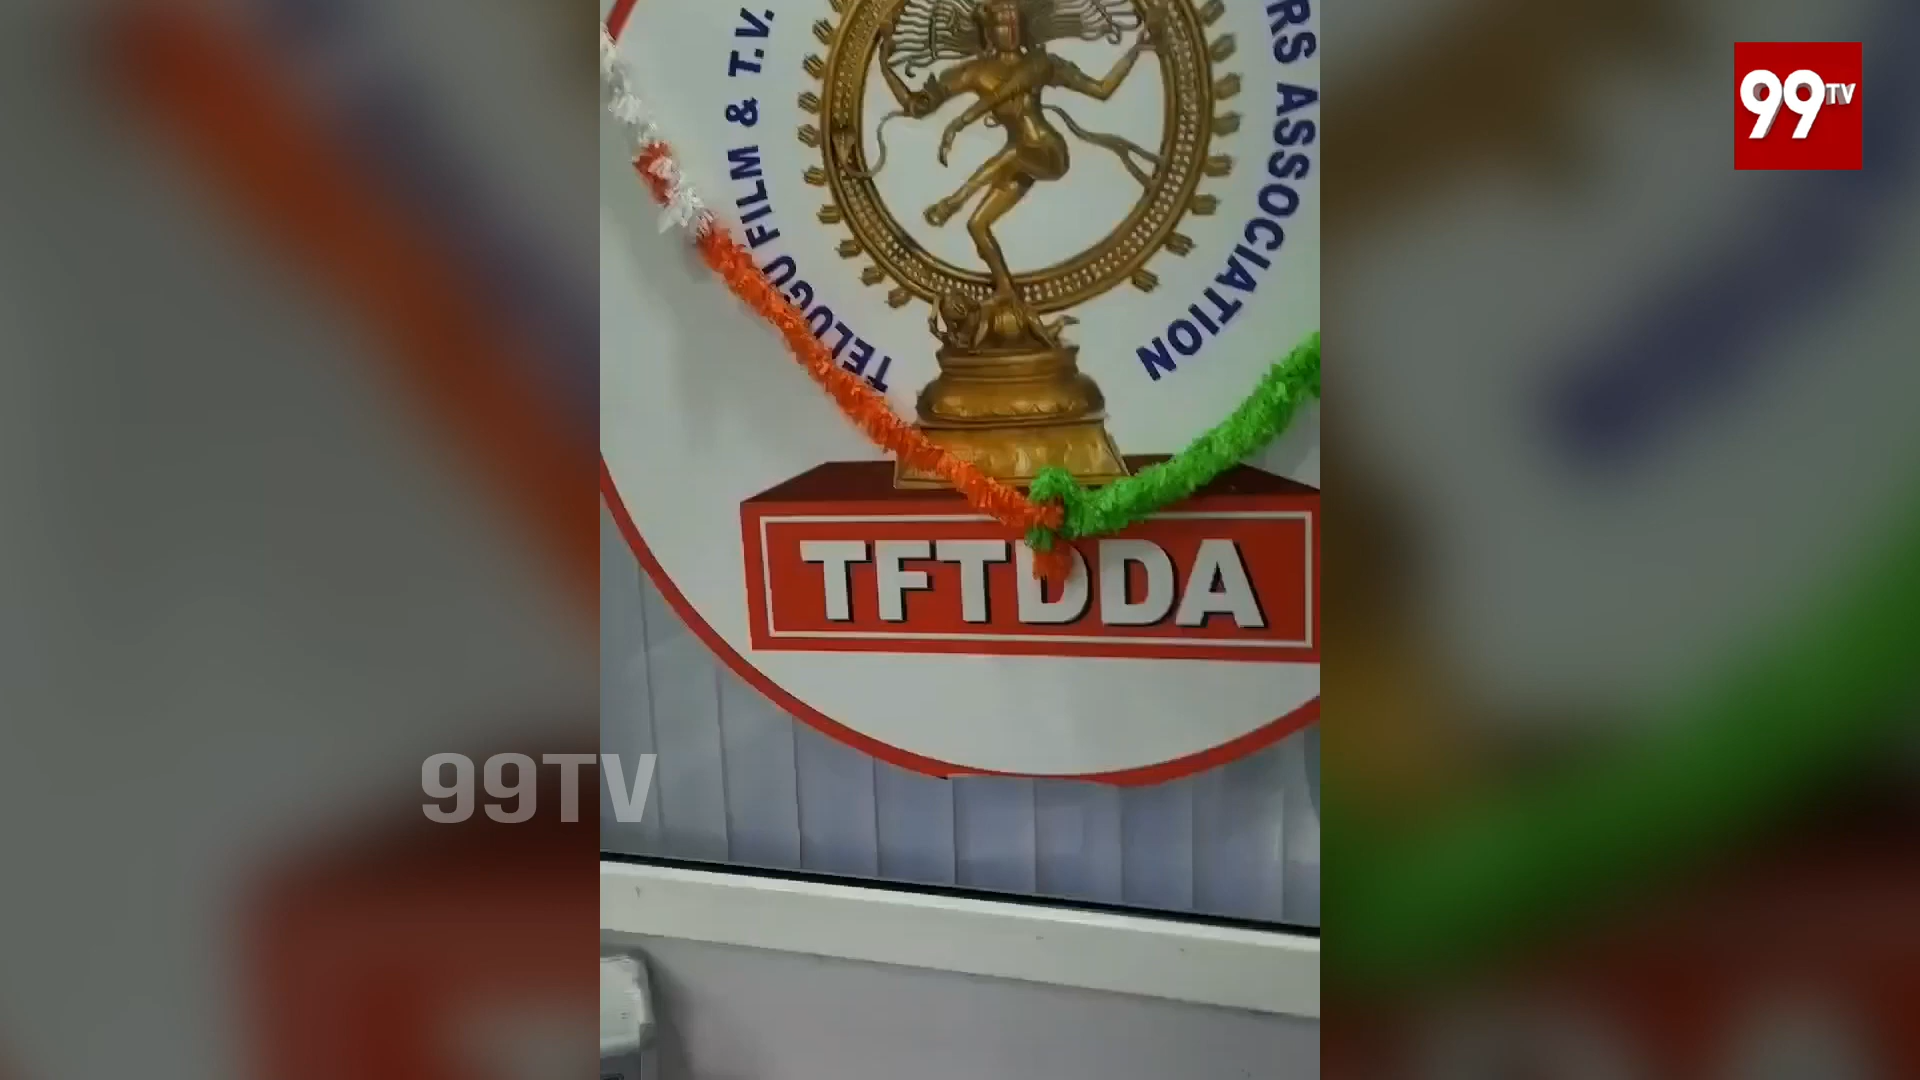 TELUGU FILM & T.V.
RS ASSOCIATION
99TV
TFTDDA
99TV